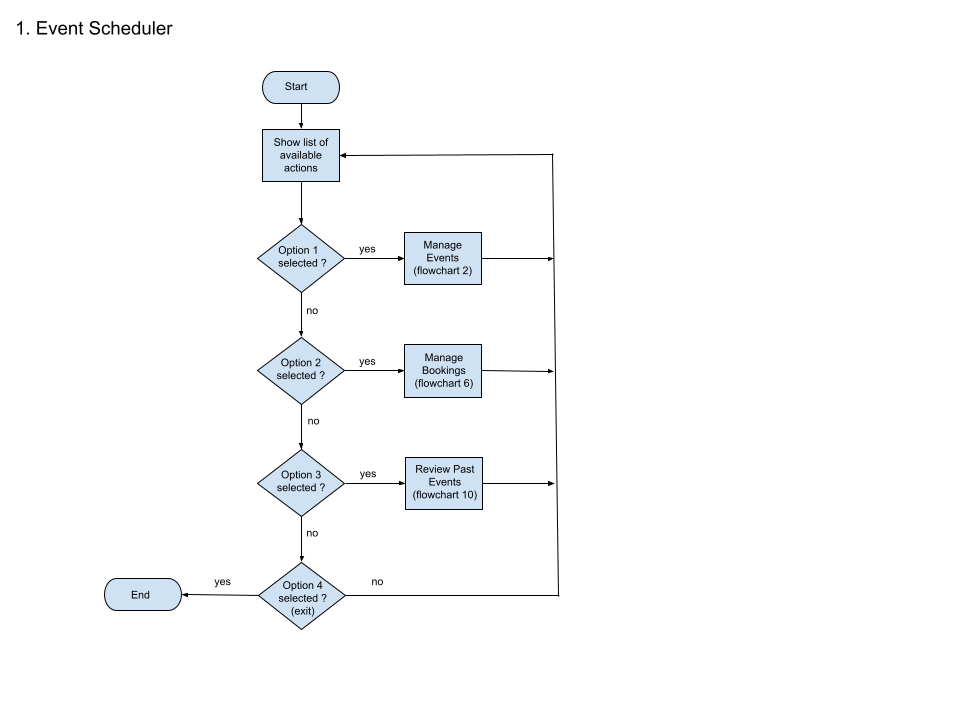 1. Event Scheduler
Start
Show list of
available
actions
Option 1
selected ?
yes
Manage
Events
(flowchart 2)
no
Option 2
selected ?
yes
Manage
Bookings
(flowchart 6)
no
Option 3
selected ?
yes
Review Past
Events
(flowchart 10)
no
Option 4
selected ?
(exit)
yes
no
End